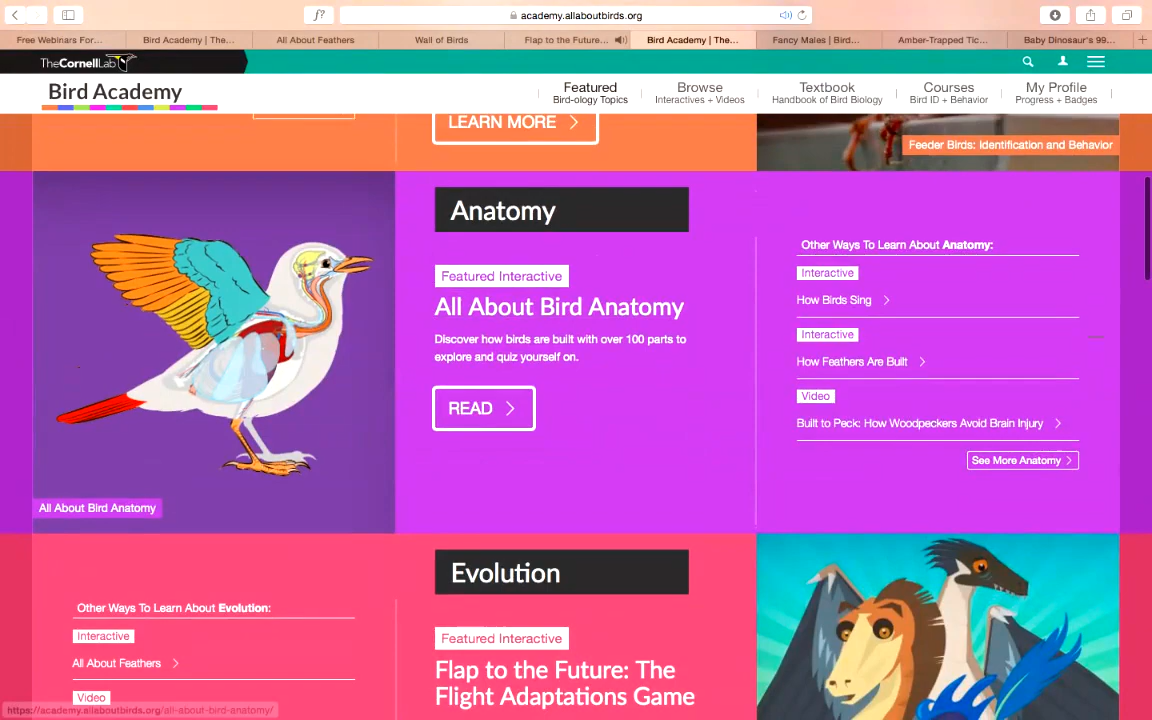 f?
academy.allaboutbirds.org
Free Webinars For...
Bird Academy | The...
All About Feathers
Wall of Birds
Flap to the Future...
Bird Academy | The...
Fancy Males | Bird...
Amber-Trapped Tic...
Baby Dinosaur's 99...
TheCornellLab
Bird Academy
Featured
Bird-ology Topics
Browse
Interactives + Videos
Textbook
Handbook of Bird Biology
Courses
Bird ID + Behavior
My Profile
Progress + Badges
LEARN MORE
Feeder Birds: Identification and Behavior
Anatomy
Featured Interactive
All About Bird Anatomy
Discover how birds are built with over 100 parts to
explore and quiz yourself on.
READ
Other Ways To Learn About Anatomy:
Interactive
How Birds Sing
Interactive
How Feathers Are Built
Video
Built to Peck: How Woodpeckers Avoid Brain Injury
See More Anatomy
All About Bird Anatomy
Other Ways To Learn About Evolution:
Interactive
All About Feathers
Video
Evolution
Featured Interactive
Flap to the Future: The
Flight Adaptations Game
https://academy.allaboutbirds.org/all-about-bird-anatomy/